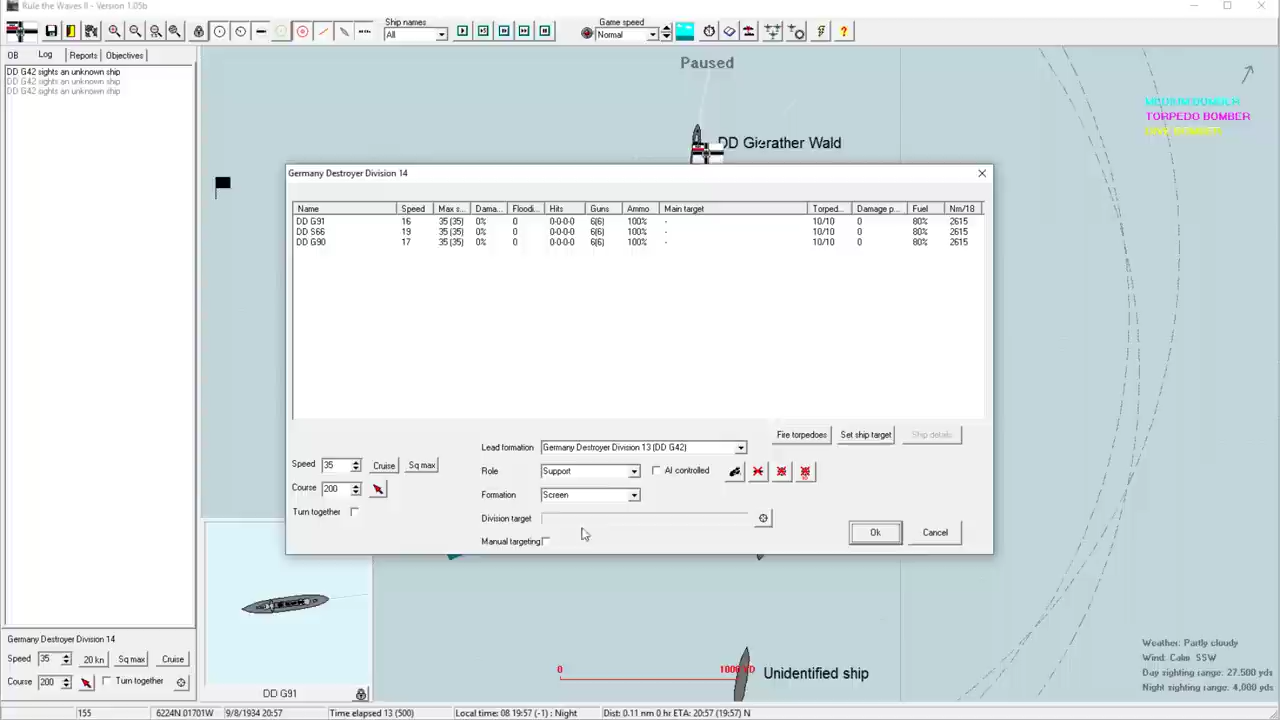 Rule the Waves II - Version 1.05b
Ship names
Game speed
All
Normal
OB Log Reports Objectives
DD G42 sights an unknown ship
DD G42 sights an unknown ship
DD G42 sights an unknown ship
Paused
MEDIUM BOMBER
TORPEDO BOMBER
DD Gierather Wald
Germany Destroyer Division 14
Name Speed Max s... Dama... Floodi... Hits Guns Ammo Main target Torped... Damage p... Fuel Nm/18
DD G91 16 35 (35) 0% 0 0-0-0-0 6(6) 100% - 10/10 0 80% 2615
DD S66 19 35 (35) 0% 0 0-0-0-0 6(6) 100% - 10/10 0 80% 2615
DD G90 17 35 (35) 0% 0 0-0-0-0 6(6) 100% - 10/10 0 80% 2615
Fire torpedoes Set ship target Ship details
Lead formation Germany Destroyer Division 13 (DD G42)
Speed 35 Cruise Sq max
Role Support AI controlled
Course 200
Formation Screen
Turn together
Division target
Ok Cancel
Manual targeting
Germany Destroyer Division 14
Speed 35 20 kn Sq max Cruise
Course 200 Turn together
DD G91
0 1000 YD
Unidentified ship
Weather: Partly cloudy
Wind: Calm SSW
Day sighting range: 27,500 yds
Night sighting range: 4,000 yds
155 6224N 01701W 9/8/1934 20:57 Time elapsed 13 (500) Local time: 08 19:57 (-1) : Night Dist: 0.11 nm 0 hr ETA: 20:57 (19:57) N